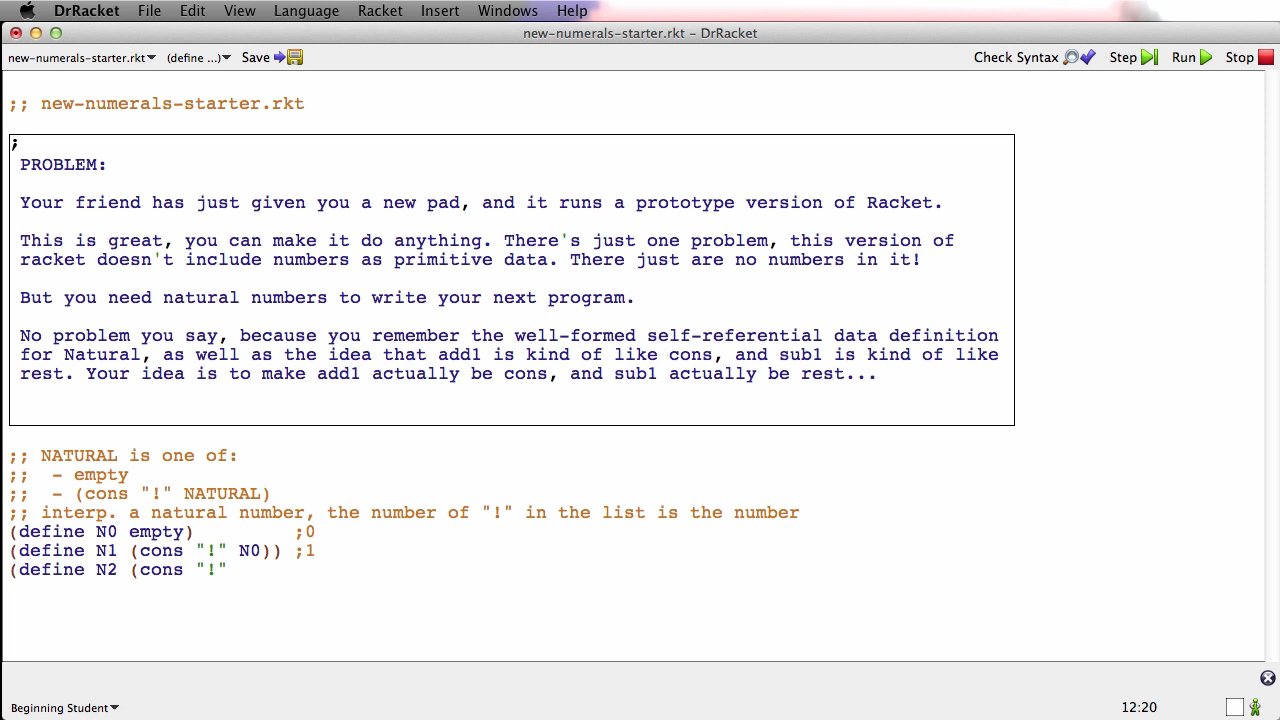 DrRacket File Edit View Language Racket Insert Windows Help
new-numerals-starter.rkt - DrRacket
new-numerals-starter.rkt (define ...) Save Check Syntax Step Run Stop
;; new-numerals-starter.rkt
;
PROBLEM:
Your friend has just given you a new pad, and it runs a prototype version of Racket.
This is great, you can make it do anything. There's just one problem, this version of
racket doesn't include numbers as primitive data. There just are no numbers in it!
But you need natural numbers to write your next program.
No problem you say, because you remember the well-formed self-referential data definition
for Natural, as well as the idea that add1 is kind of like cons, and sub1 is kind of like
rest. Your idea is to make add1 actually be cons, and sub1 actually be rest...
;; NATURAL is one of:
;;  - empty
;;  - (cons "!" NATURAL)
;; interp. a natural number, the number of "!" in the list is the number
(define N0 empty)         ;0
(define N1 (cons "!" N0)) ;1
(define N2 (cons "!"
Beginning Student 12:20